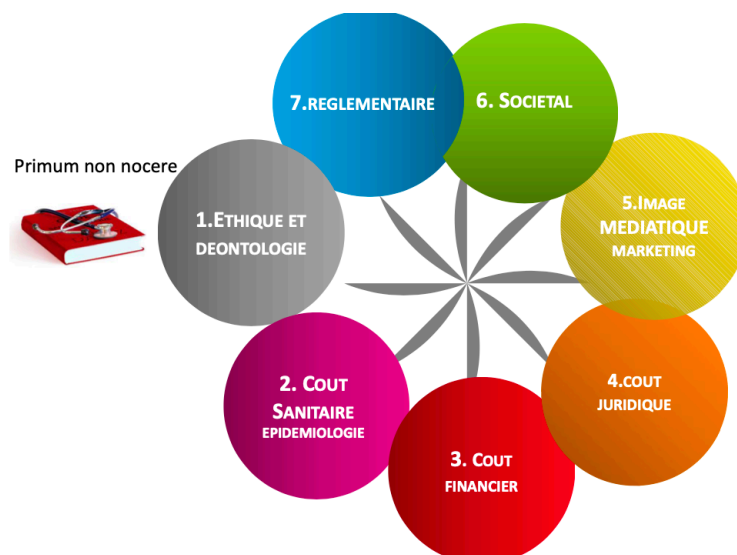 Primum non nocere
1.ETHIQUE ET
DEONTOLOGIE
2. COUT
SANITAIRE
EPIDEMIOLOGIE
3. COUT
FINANCIER
4.COUT
JURIDIQUE
5.IMAGE
MEDIATIQUE
MARKETING
6. SOCIETAL
7.REGLEMENTAIRE